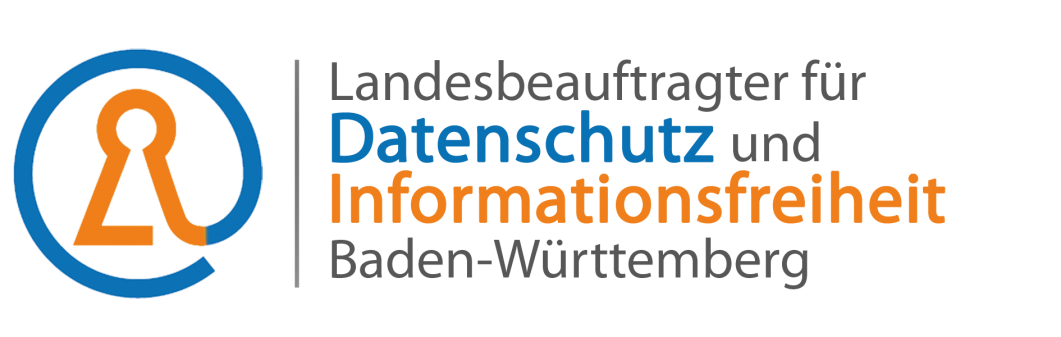 Landesbeauftragter für
Datenschutz und
Informationsfreiheit
Baden-Württemberg